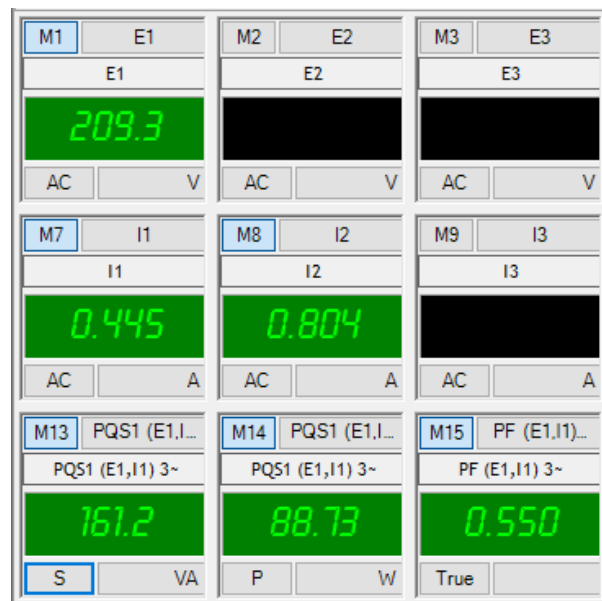 M1 E1 M2 E2 M3 E3
E1 E2 E3
209.3
AC V AC V AC V
M7 I1 M8 I2 M9 I3
I1 I2 I3
0.445 0.804
AC A AC A AC A
M13 PQS1 (E1,I... M14 PQS1 (E1,I... M15 PF (E1,I1)...
PQS1 (E1,I1) 3~ PQS1 (E1,I1) 3~ PF (E1,I1) 3~
161.2 88.73 0.550
S VA P W True